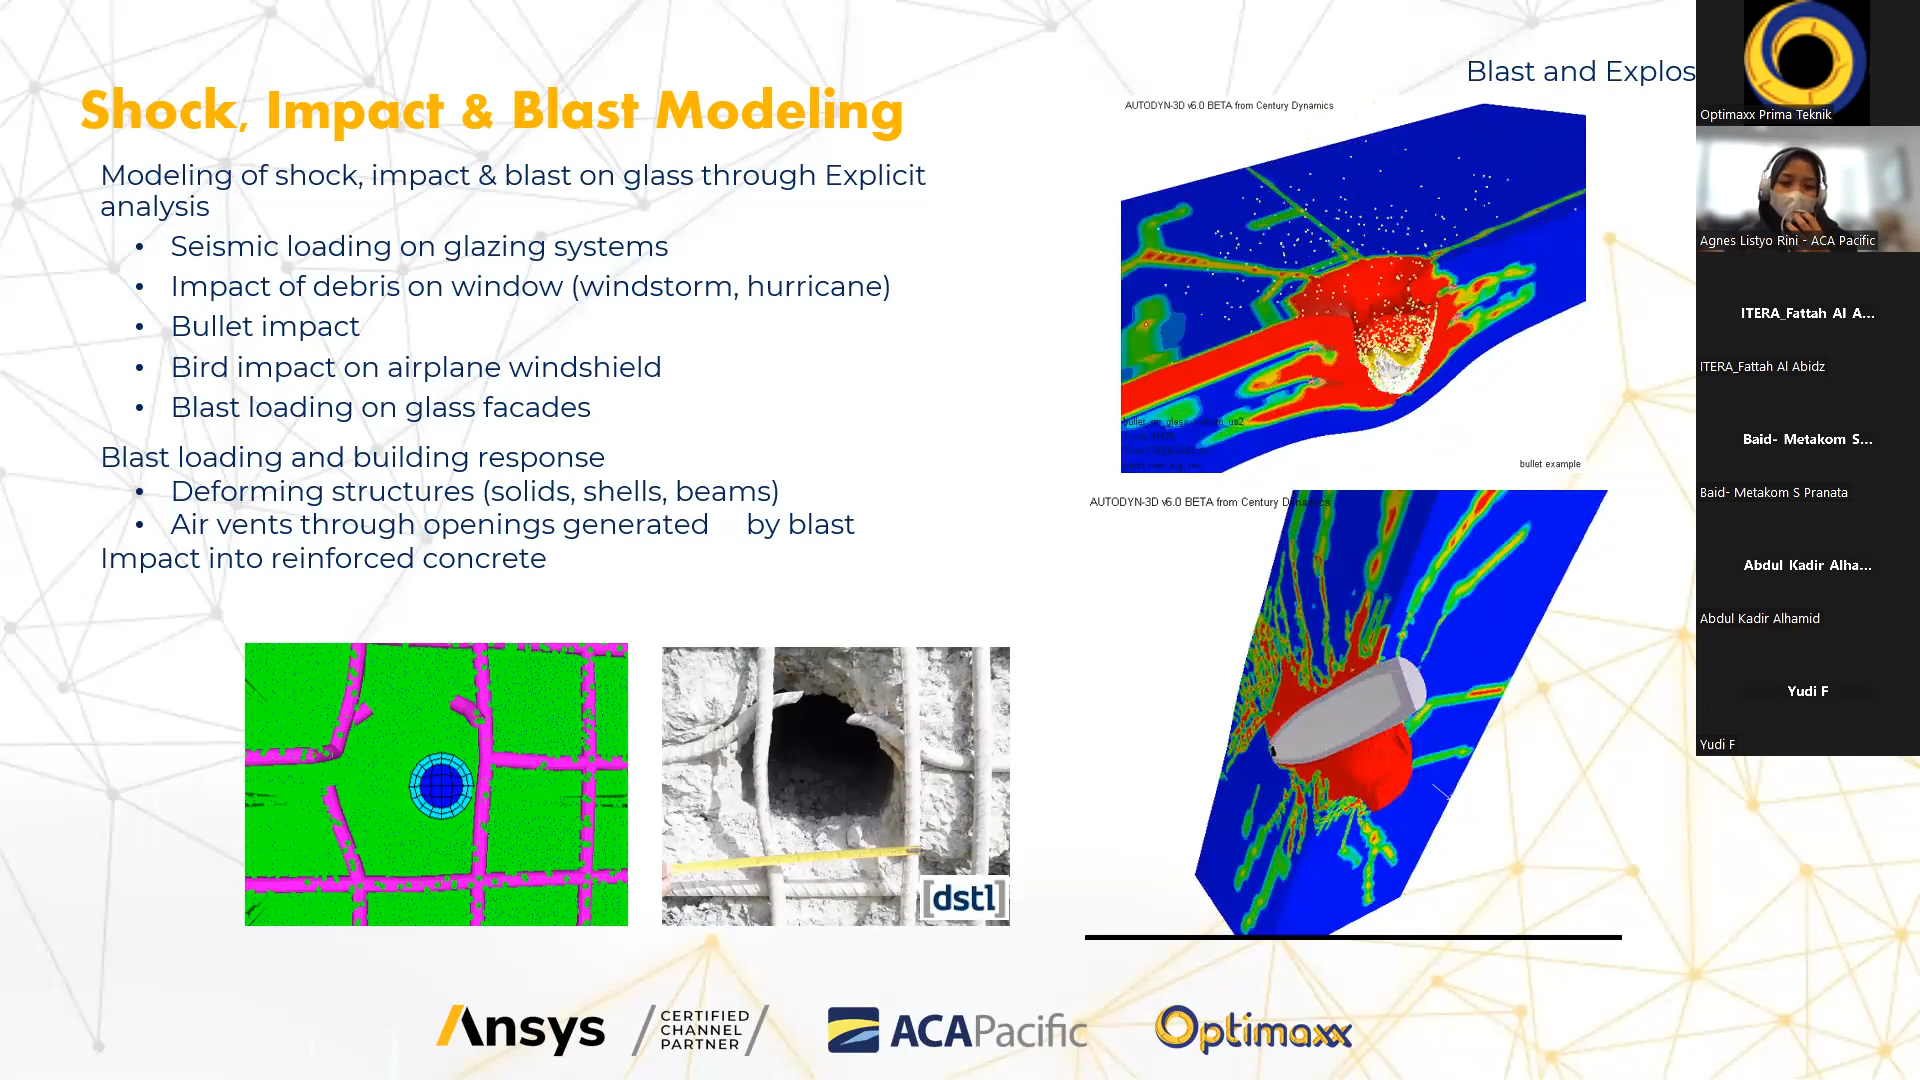 Blast and Explos
Shock, Impact & Blast Modeling
Modeling of shock, impact & blast on glass through Explicit
analysis
• Seismic loading on glazing systems
• Impact of debris on window (windstorm, hurricane)
• Bullet impact
• Bird impact on airplane windshield
• Blast loading on glass facades
Blast loading and building response
• Deforming structures (solids, shells, beams)
• Air vents through openings generated by blast
Impact into reinforced concrete
AUTODYN-3D v6.0 BETA from Century Dynamics
bullet example
AUTODYN-3D v6.0 BETA from Century Dynamics
[dstl]
Ansys
CERTIFIED
CHANNEL
PARTNER
ACAPacific
Optimaxx
Optimaxx Prima Teknik
Agnes Listyo Rini - ACA Pacific
ITERA_Fattah Al A...
ITERA_Fattah Al Abidz
Baid- Metakom S...
Baid- Metakom S Pranata
Abdul Kadir Alha...
Abdul Kadir Alhamid
Yudi F
Yudi F